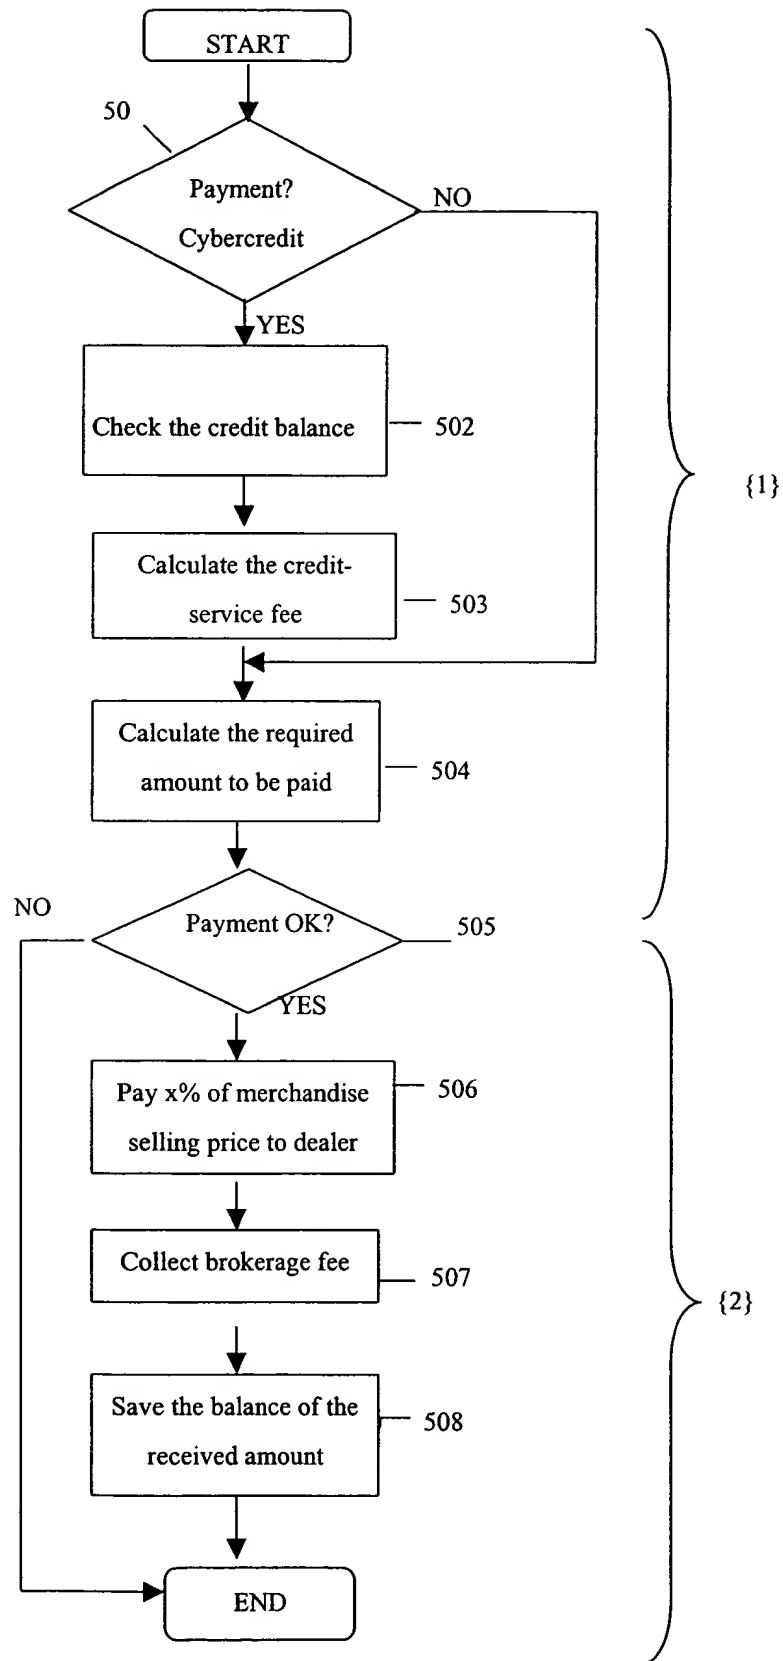 START
50
Payment?
Cybercredit
NO
YES
Check the credit balance
502
Calculate the credit-
service fee
503
{1}
Calculate the required
amount to be paid
504
NO
Payment OK?
505
YES
Pay x% of merchandise
selling price to dealer
506
Collect brokerage fee
507
{2}
Save the balance of the
received amount
508
END